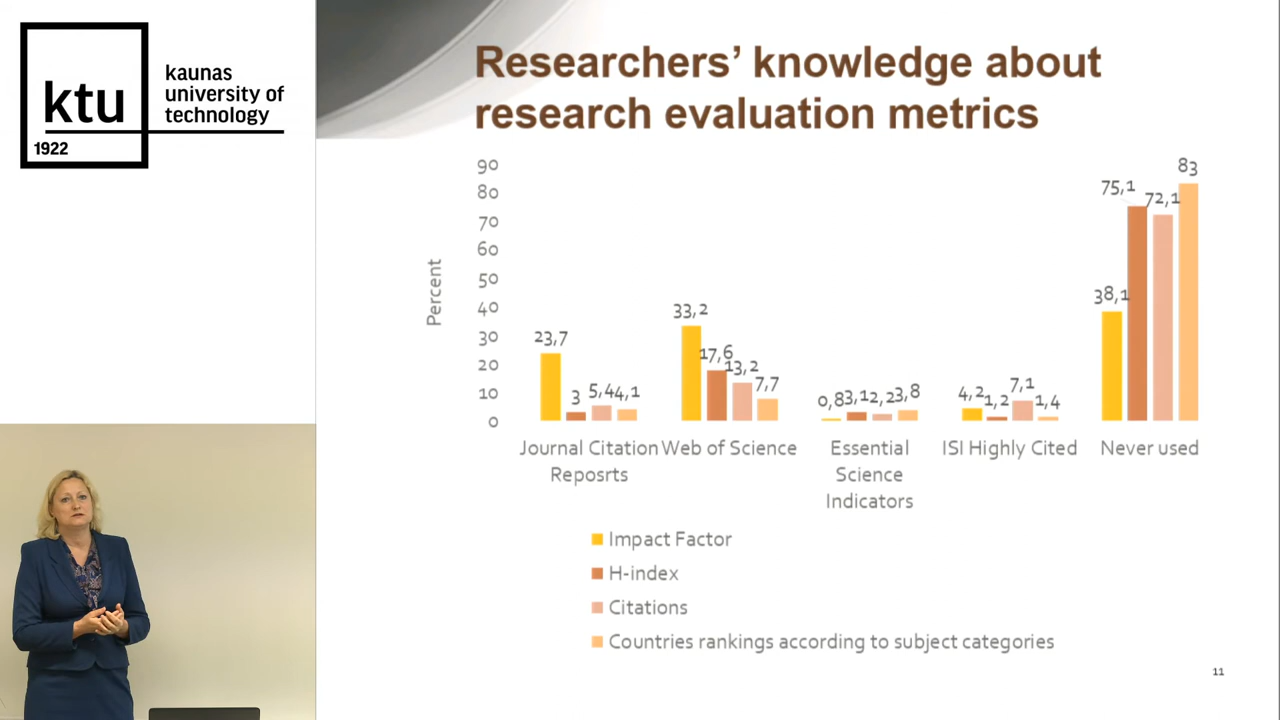 ktu
1922
kaunas
university of
technology
Researchers’ knowledge about
research evaluation metrics
Percent
90
80
70
60
50
40
30
20
10
0
23,7
3
5,4
4,1
33,2
17,6
13,2
7,7
0,8
3,1
2,2
3,8
4,2
1,2
7,1
1,4
38,1
75,1
72,1
83
Journal Citation
Reposrts
Web of Science
Essential
Science
Indicators
ISI Highly Cited
Never used
Impact Factor
H-index
Citations
Countries rankings according to subject categories
11